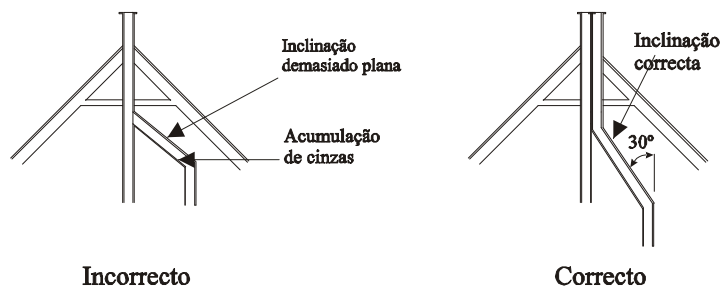 Inclinação
demasiado plana
Acumulação
de cinzas
Incorrecto
Inclinação
correcta
30º
Correcto